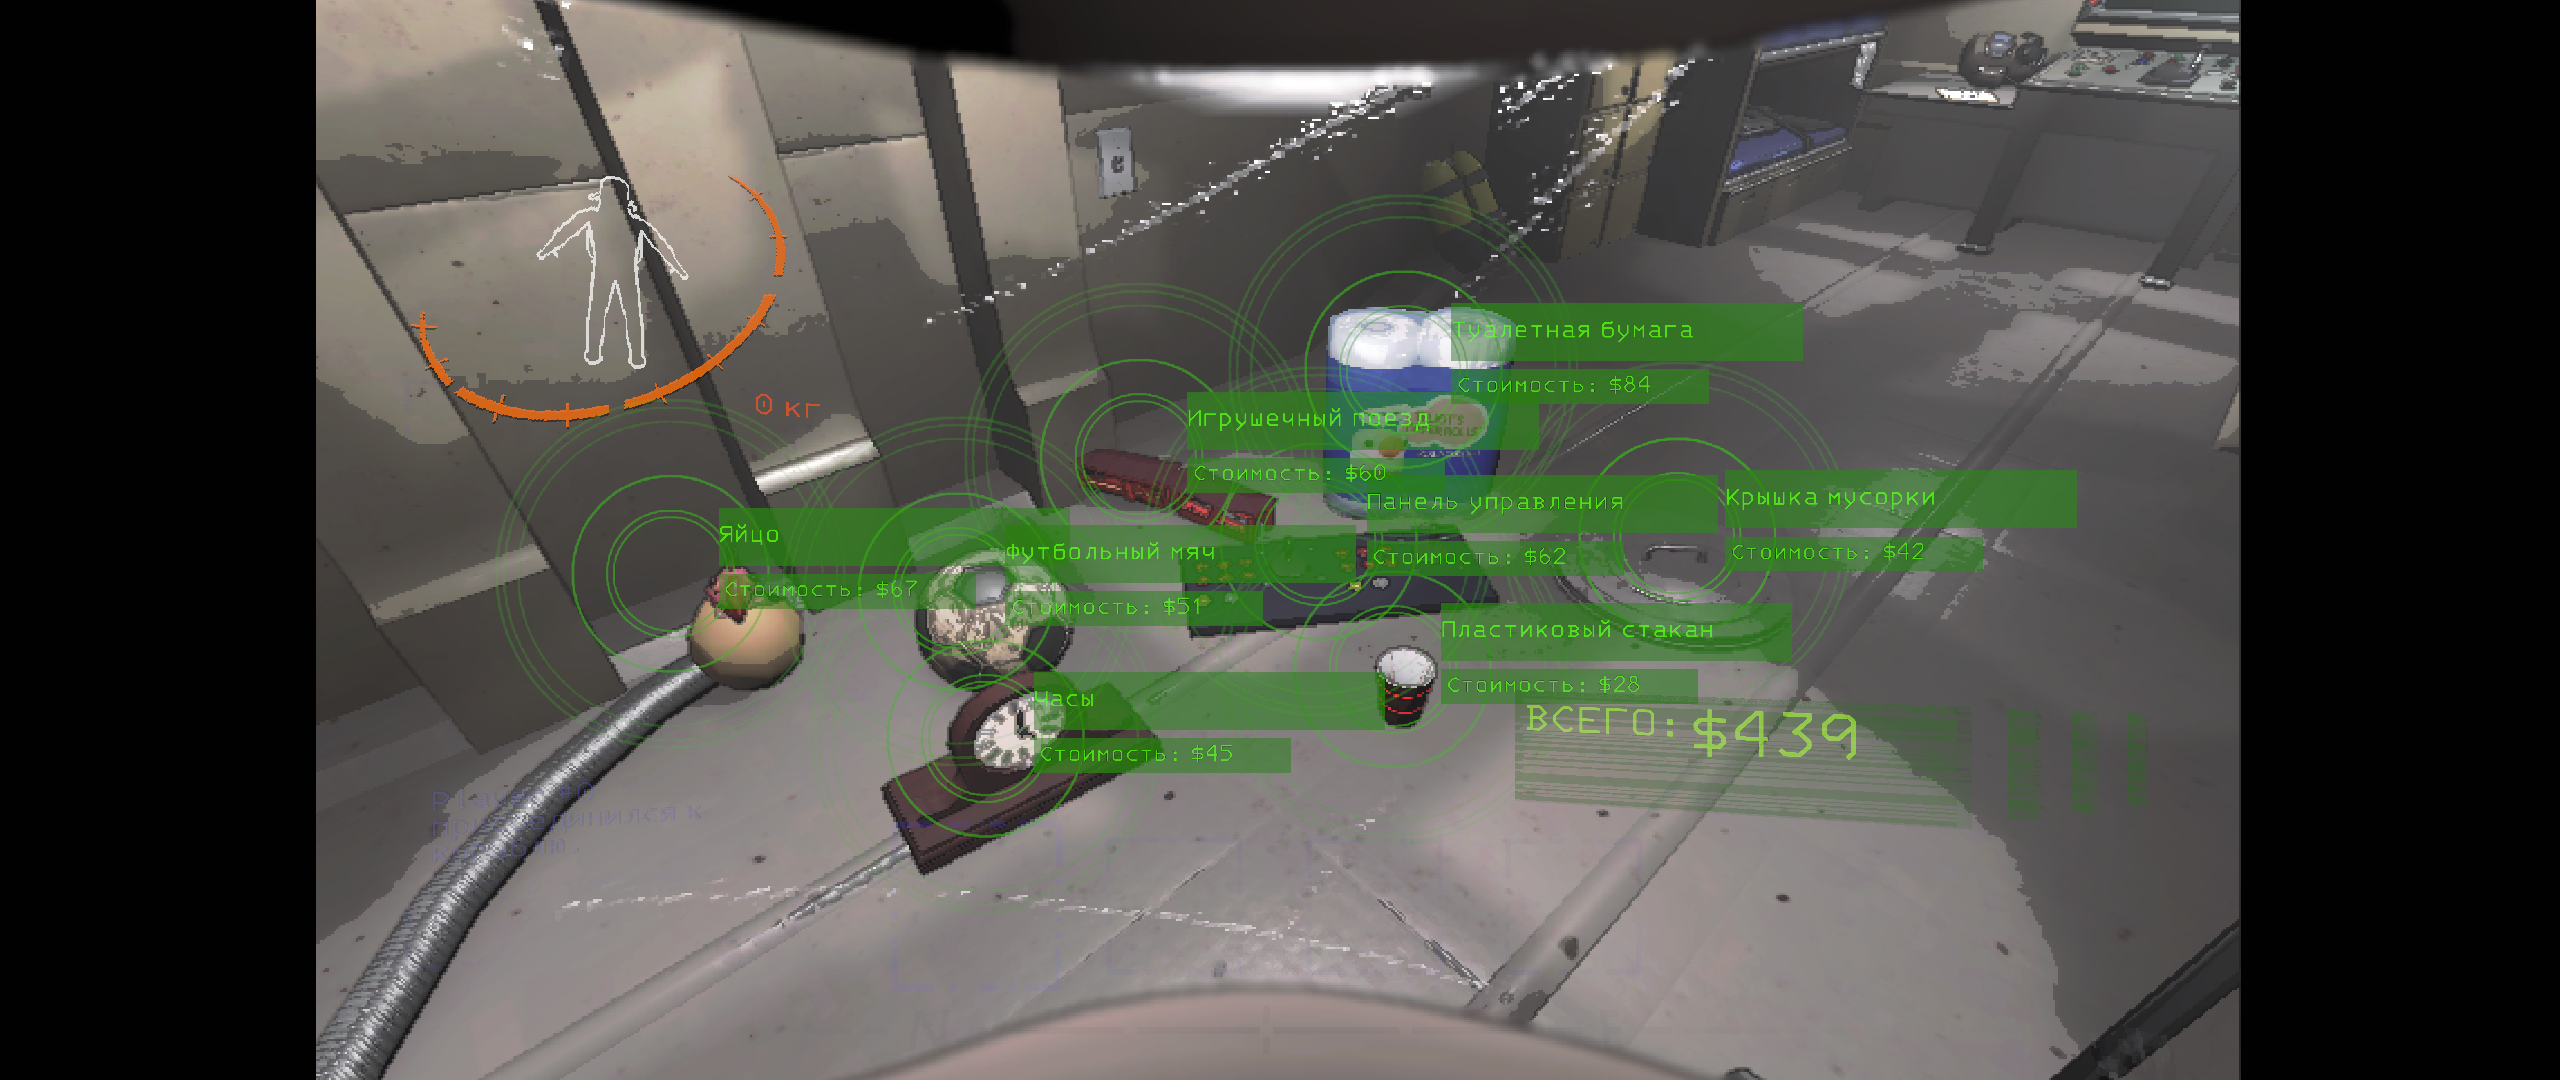 Туалетная бумага
Стоимость: $84
0 кг
Игрушечный поезд
Стоимость: $60
Панель управления
Стоимость: $62
Крышка мусорки
Стоимость: $42
Яйцо
Стоимость: $67
Футбольный мяч
Стоимость: $51
Пластиковый стакан
Стоимость: $28
Часы
Стоимость: $45
ВСЕГО: $439